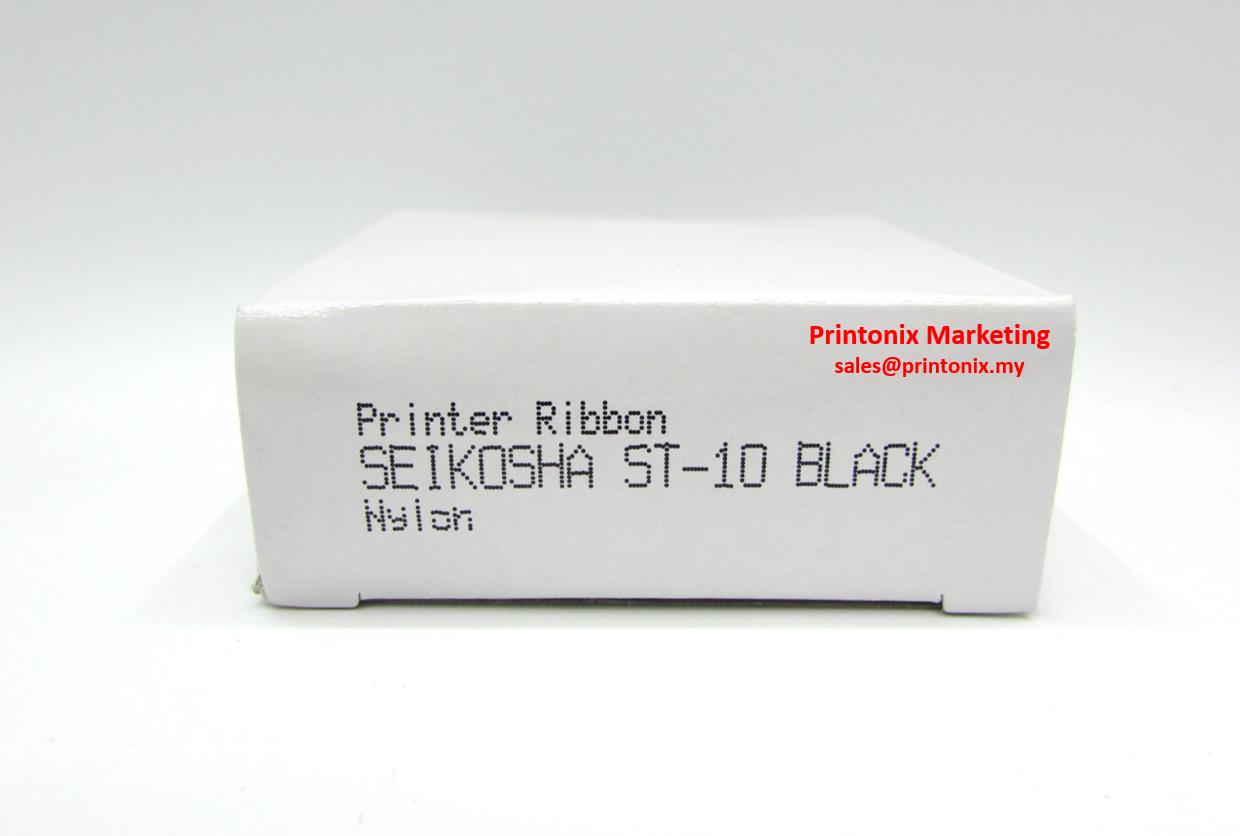 Printonix Marketing
sales@printonix.my
Printer Ribbon
SEIKOSHA ST-10 BLACK
Nylon